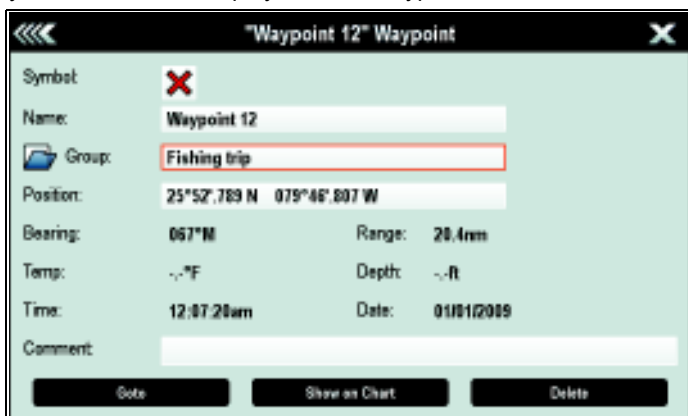 "Waypoint 12" Waypoint
Symbol:
Name: Waypoint 12
Group: Fishing trip
Position: 25°52'.789 N 079°46'.807 W
Bearing: 067°M Range: 20.4nm
Temp: -.-°F Depth: -.-ft
Time: 12:07:20am Date: 01/01/2009
Comment:
Goto Show on Chart Delete